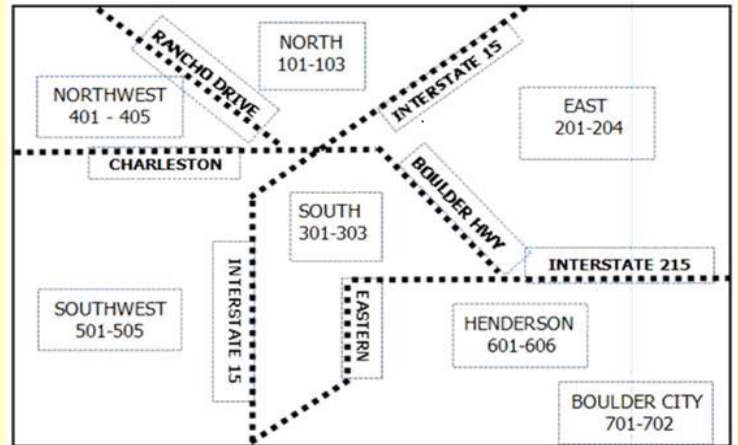 NORTH
101-103
RANCHO DRIVE
INTERSTATE 15
NORTHWEST
401 - 405
EAST
201-204
CHARLESTON
BOULDER HWY
SOUTH
301-303
INTERSTATE 215
INTERSTATE 15
EASTERN
SOUTHWEST
501-505
HENDERSON
601-606
BOULDER CITY
701-702